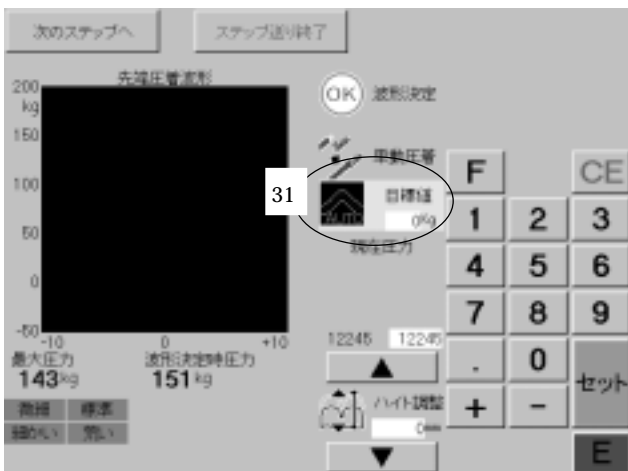 次のステップへ
ステップ送り終了
先端圧着波形
200
kg
150
100
50
0
-50
-10 0 +10
最大圧力
143kg
波形決定時圧力
151kg
微細 標準
細かい 荒い
OK 波形決定
単動圧着
31
AUTO
目標値
0Kg
現在圧力
12245 12245
ハイト調整
0mm
F CE
1 2 3
4 5 6
7 8 9
. 0 セット
+ - E